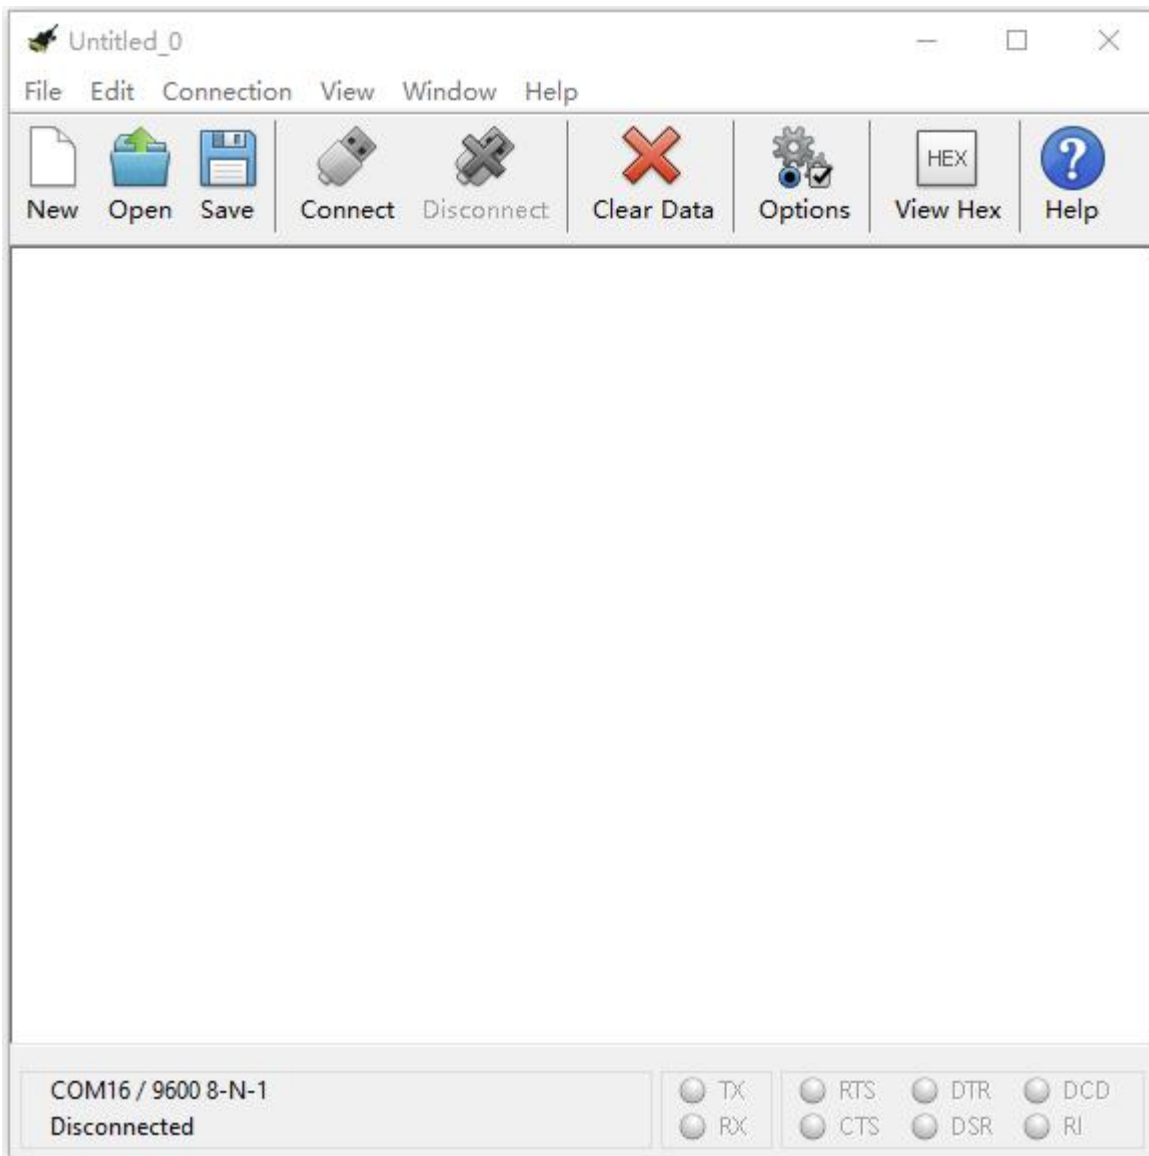 Untitled_0
File Edit Connection View Window Help
HEX
New Open Save Connect Disconnect Clear Data Options View Hex Help
COM16 / 9600 8-N-1
Disconnected
TX RTS DTR DCD
RX CTS DSR RI